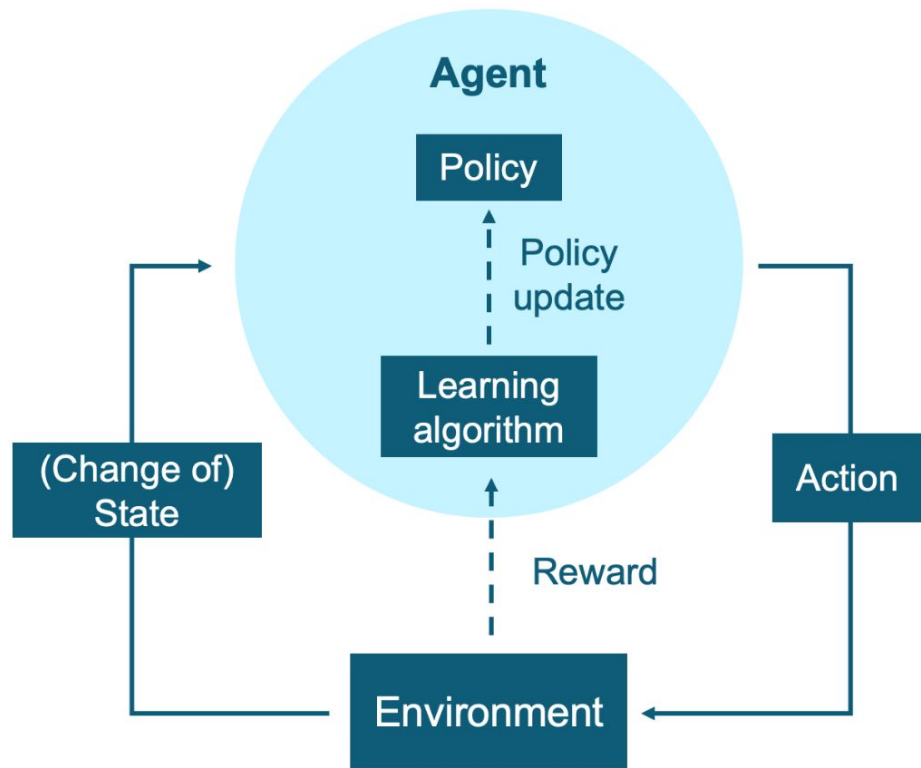 Agent
Policy
Policy
update
Learning
algorithm
(Change of)
State
Action
Reward
Environment